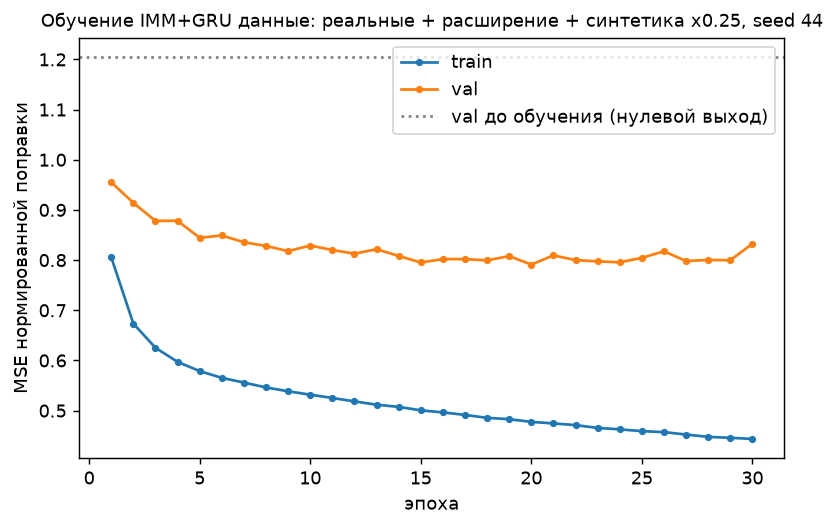 Обучение IMM+GRU данные: реальные + расширение + синтетика x0.25, seed 44
MSE нормированной поправки
1.2
1.1
1.0
0.9
0.8
0.7
0.6
0.5
train
val
val до обучения (нулевой выход)
0
5
10
15
20
25
30
эпоха